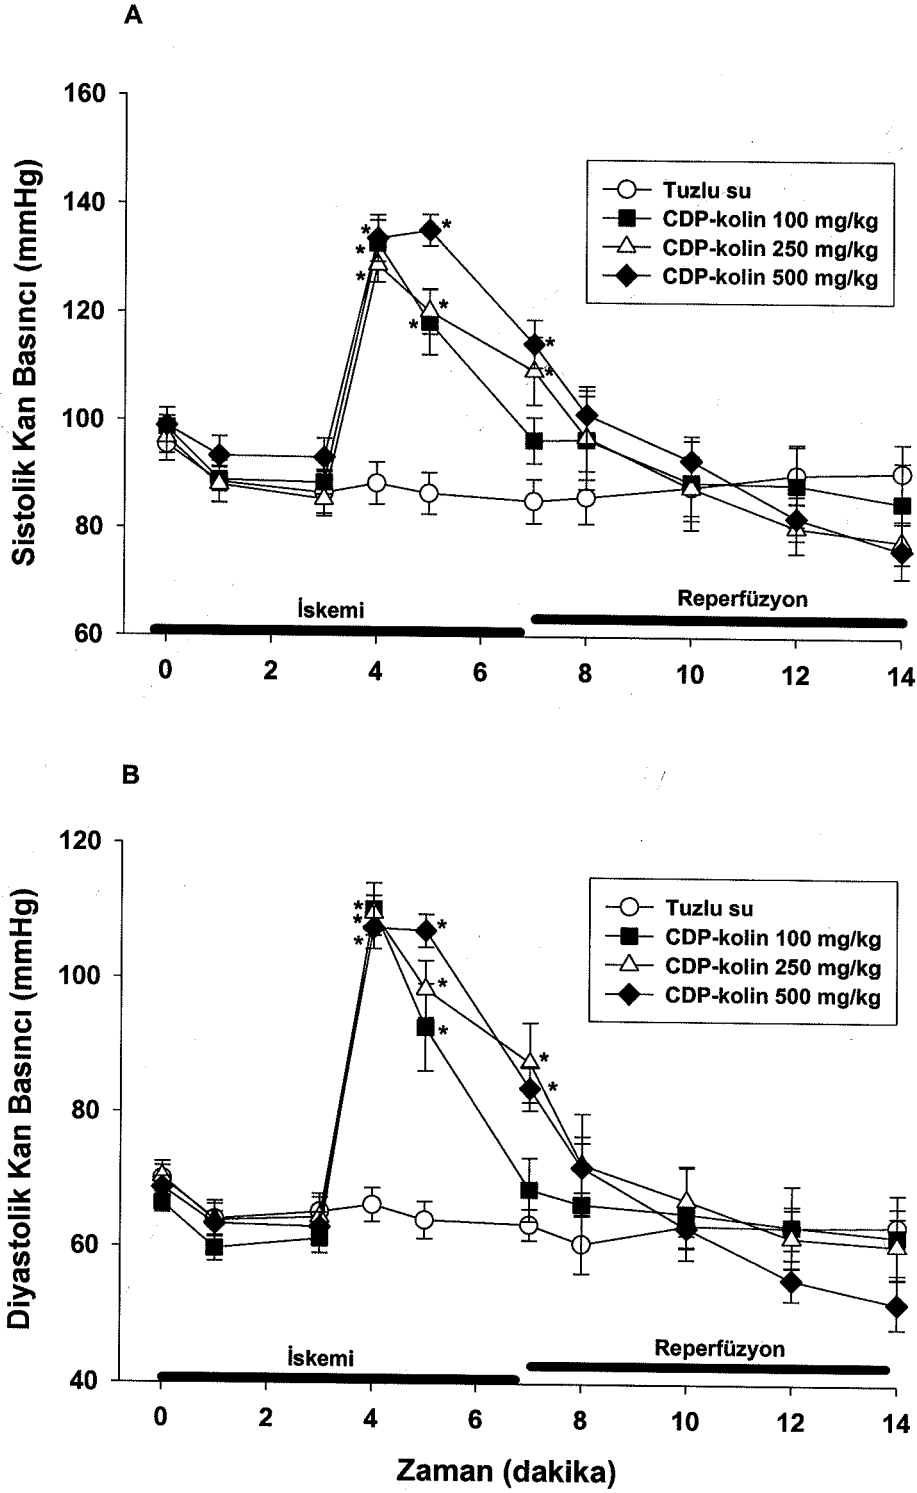 A
160
140
120
100
80
60
Sistolik Kan Basıncı (mmHg)
Tuzlu su
CDP-kolin 100 mg/kg
CDP-kolin 250 mg/kg
CDP-kolin 500 mg/kg
*
*
*
*
*
*
*
*
İskemi
Reperfüzyon
0 2 4 6 8 10 12 14
B
120
100
80
60
40
Diyastolik Kan Basıncı (mmHg)
Tuzlu su
CDP-kolin 100 mg/kg
CDP-kolin 250 mg/kg
CDP-kolin 500 mg/kg
*
*
*
*
*
*
*
*
İskemi
Reperfüzyon
0 2 4 6 8 10 12 14
Zaman (dakika)